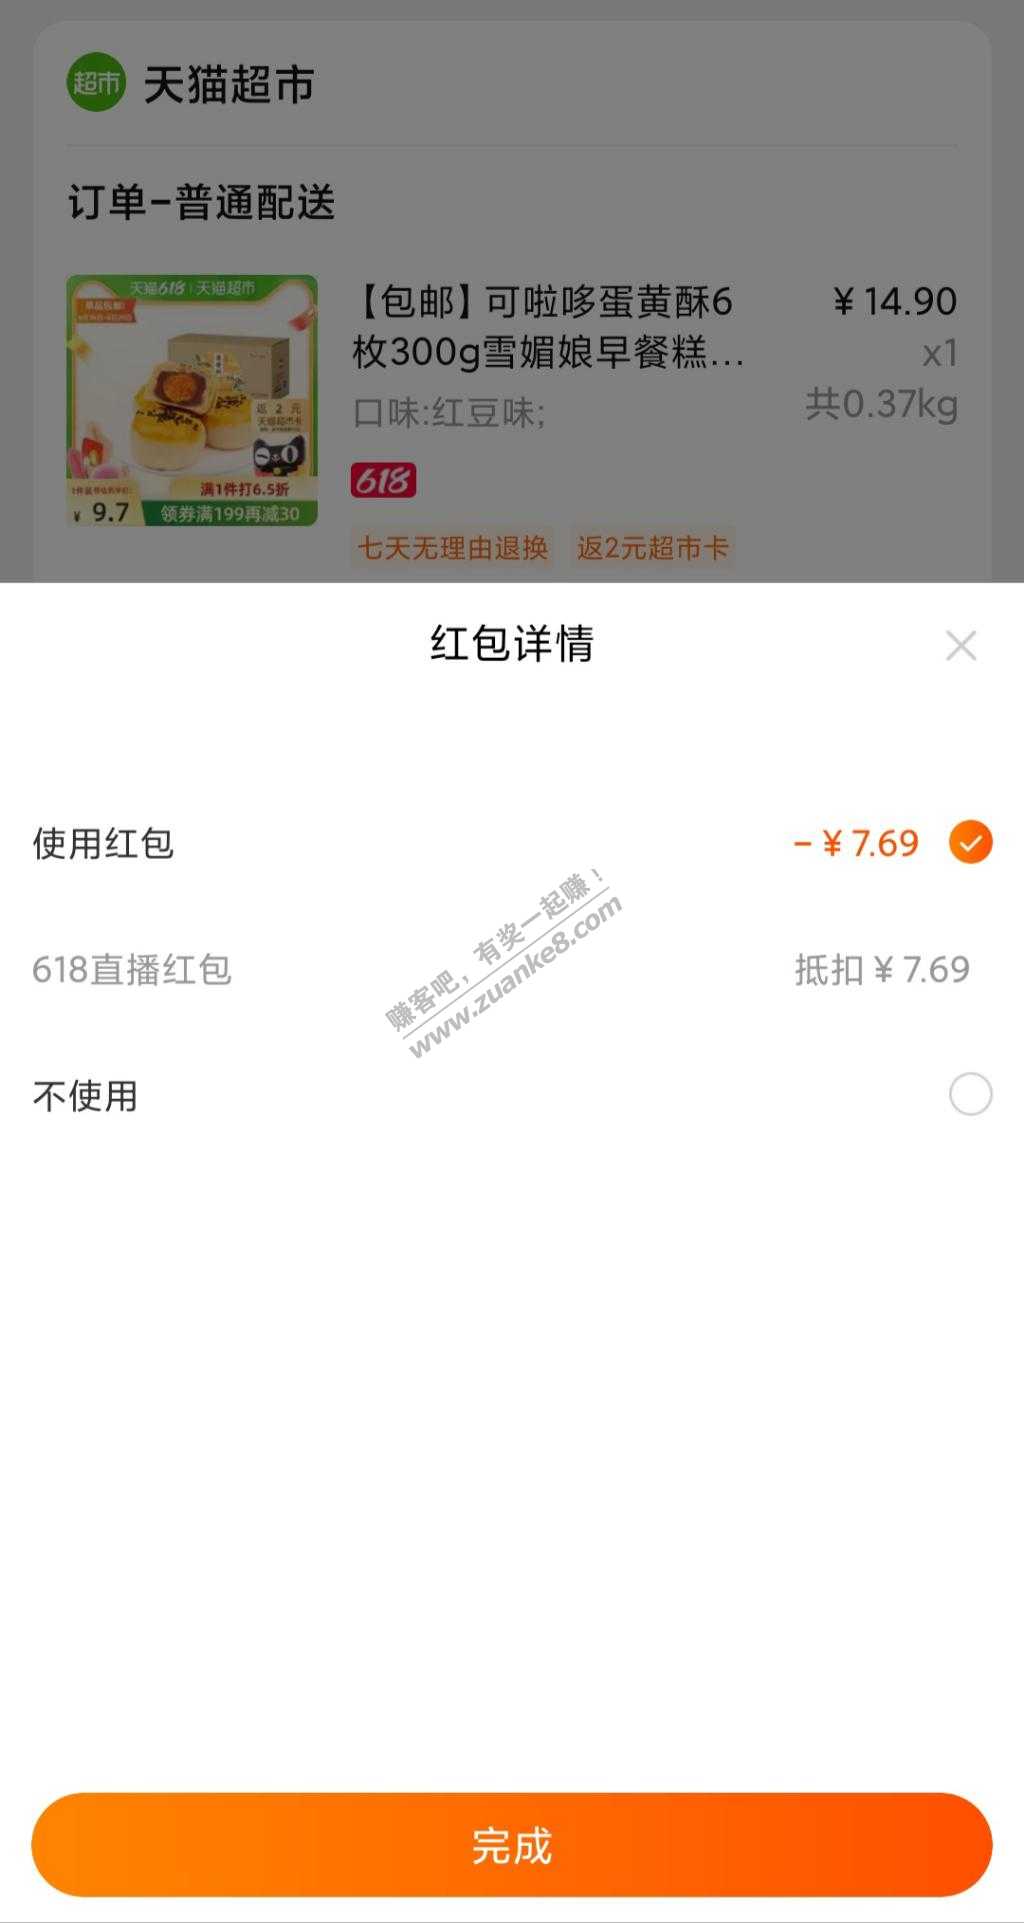 超市 天猫超市
订单-普通配送
天猫618 | 天猫超市
【包邮】可啦哆蛋黄酥6 ¥14.90
枚300g雪媚娘早餐糕... x1
口味:红豆味; 共0.37kg
返 2 元
天猫超市卡
618
满1件打6.5折
¥ 9.7 领券满199再减30
七天无理由退换 返2元超市卡
红包详情
使用红包 -¥7.69
618直播红包 抵扣¥7.69
不使用
赚客吧，有奖一起赚！
www.zuanke8.com
完成